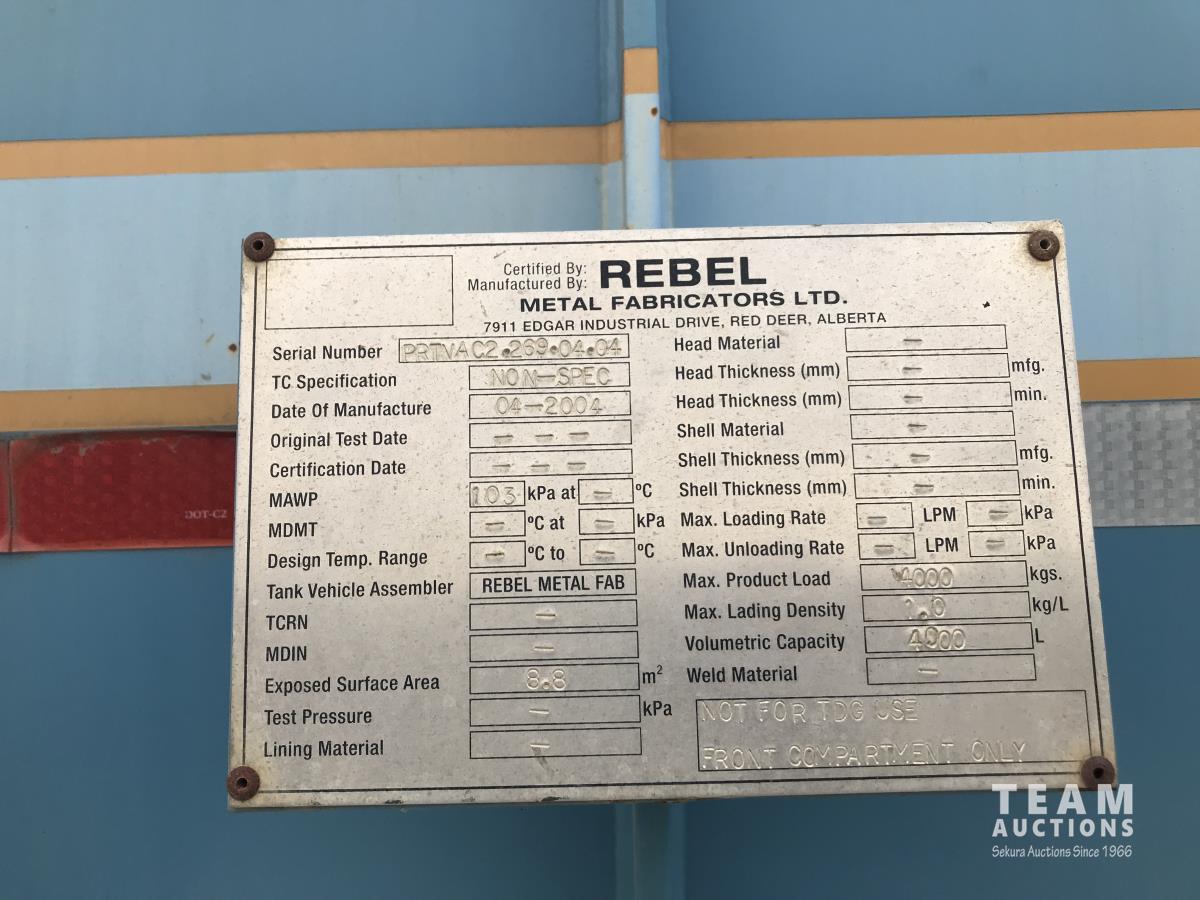 Certified By:
Manufactured By: REBEL
METAL FABRICATORS LTD.
7911 EDGAR INDUSTRIAL DRIVE, RED DEER, ALBERTA
Serial Number PRTVAC2.269.04.04
TC Specification NON-SPEC
Date Of Manufacture 04-2004
Original Test Date - - -
Certification Date - - -
MAWP 103 kPa at - ºC
MDMT - ºC at - kPa
Design Temp. Range - ºC to - ºC
Tank Vehicle Assembler REBEL METAL FAB
TCRN -
MDIN -
Exposed Surface Area 8.8 m²
Test Pressure - kPa
Lining Material -
Head Material -
Head Thickness (mm) - mfg.
Head Thickness (mm) - min.
Shell Material -
Shell Thickness (mm) - mfg.
Shell Thickness (mm) - min.
Max. Loading Rate - LPM - kPa
Max. Unloading Rate - LPM - kPa
Max. Product Load 4000 kgs.
Max. Lading Density 1.0 kg/L
Volumetric Capacity 4000 L
Weld Material -
NOT FOR TDG USE
FRONT COMPARTMENT ONLY
DOT-C2
TEAM
AUCTIONS
Sekura Auctions Since 1966